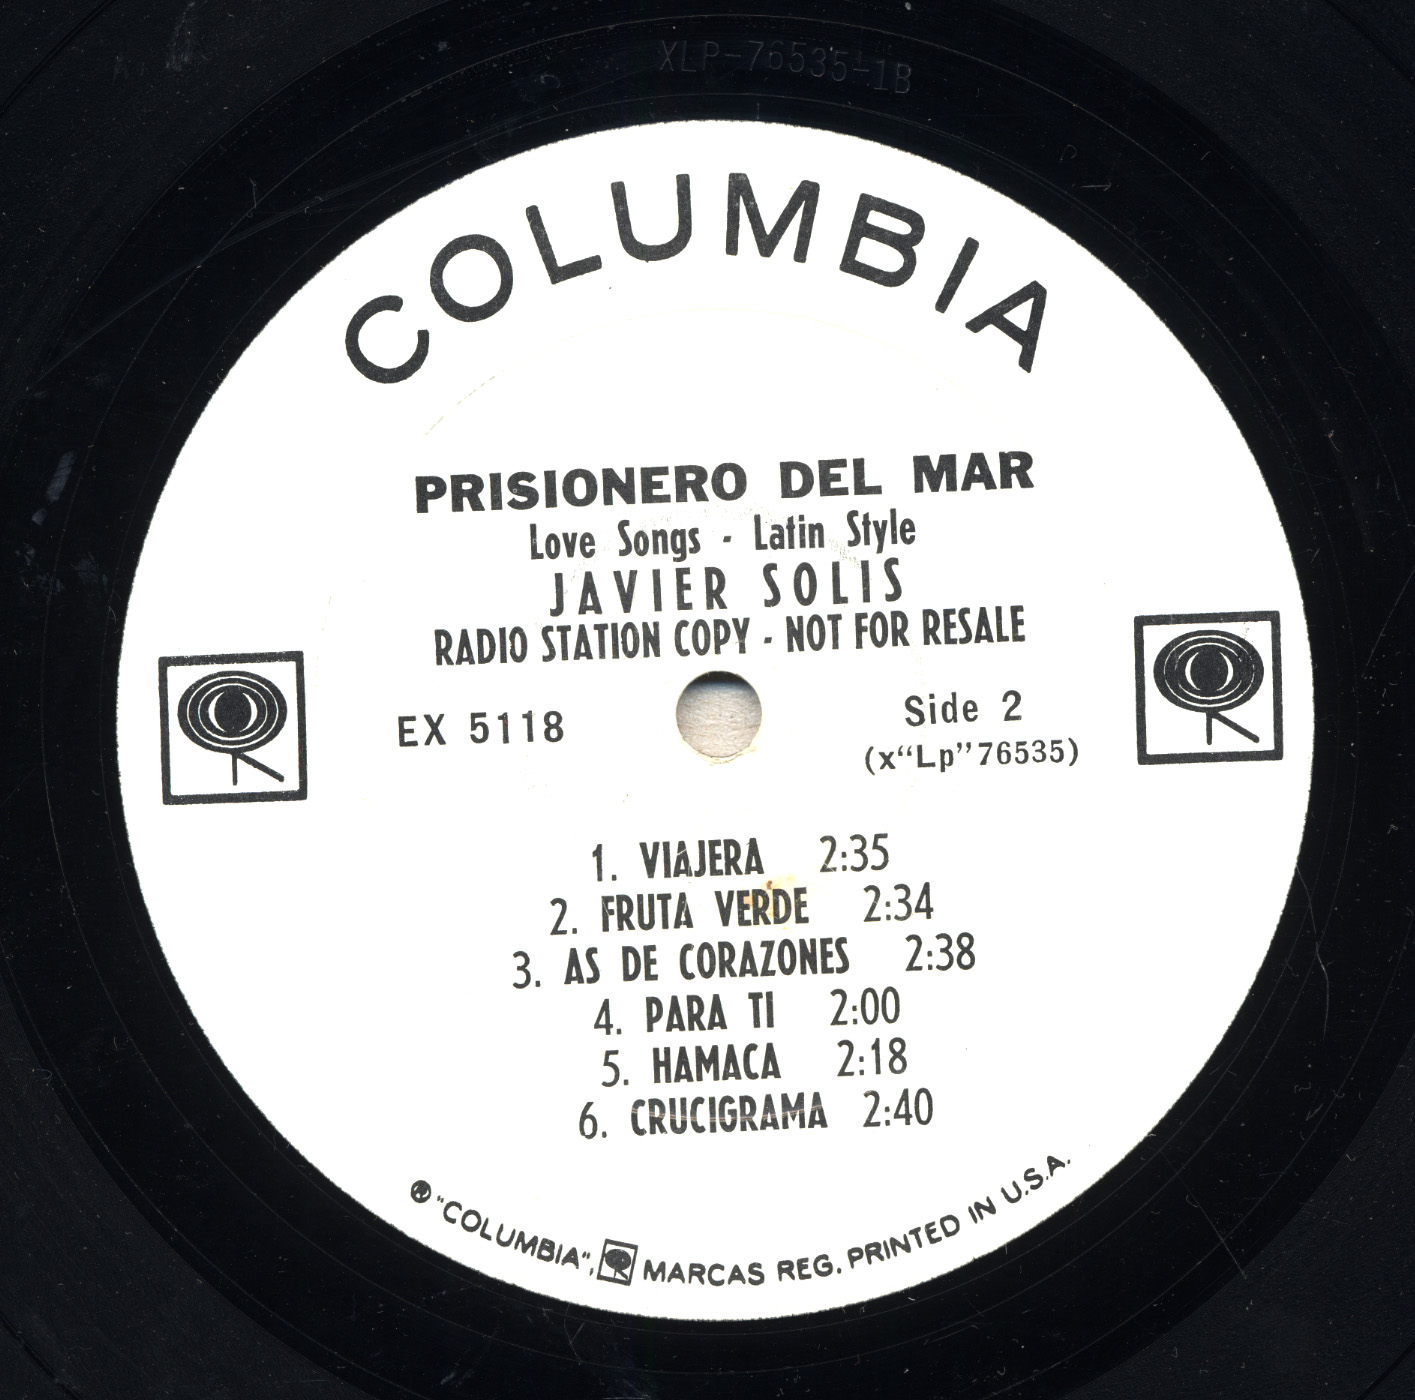 XLP-76535-1B
COLUMBIA
PRISIONERO DEL MAR
Love Songs - Latin Style
JAVIER SOLIS
RADIO STATION COPY - NOT FOR RESALE
EX 5118
Side 2
(x“Lp”76535)
1. VIAJERA 2:35
2. FRUTA VERDE 2:34
3. AS DE CORAZONES 2:38
4. PARA TI 2:00
5. HAMACA 2:18
6. CRUCIGRAMA 2:40
® "COLUMBIA", MARCAS REG. PRINTED IN U.S.A.